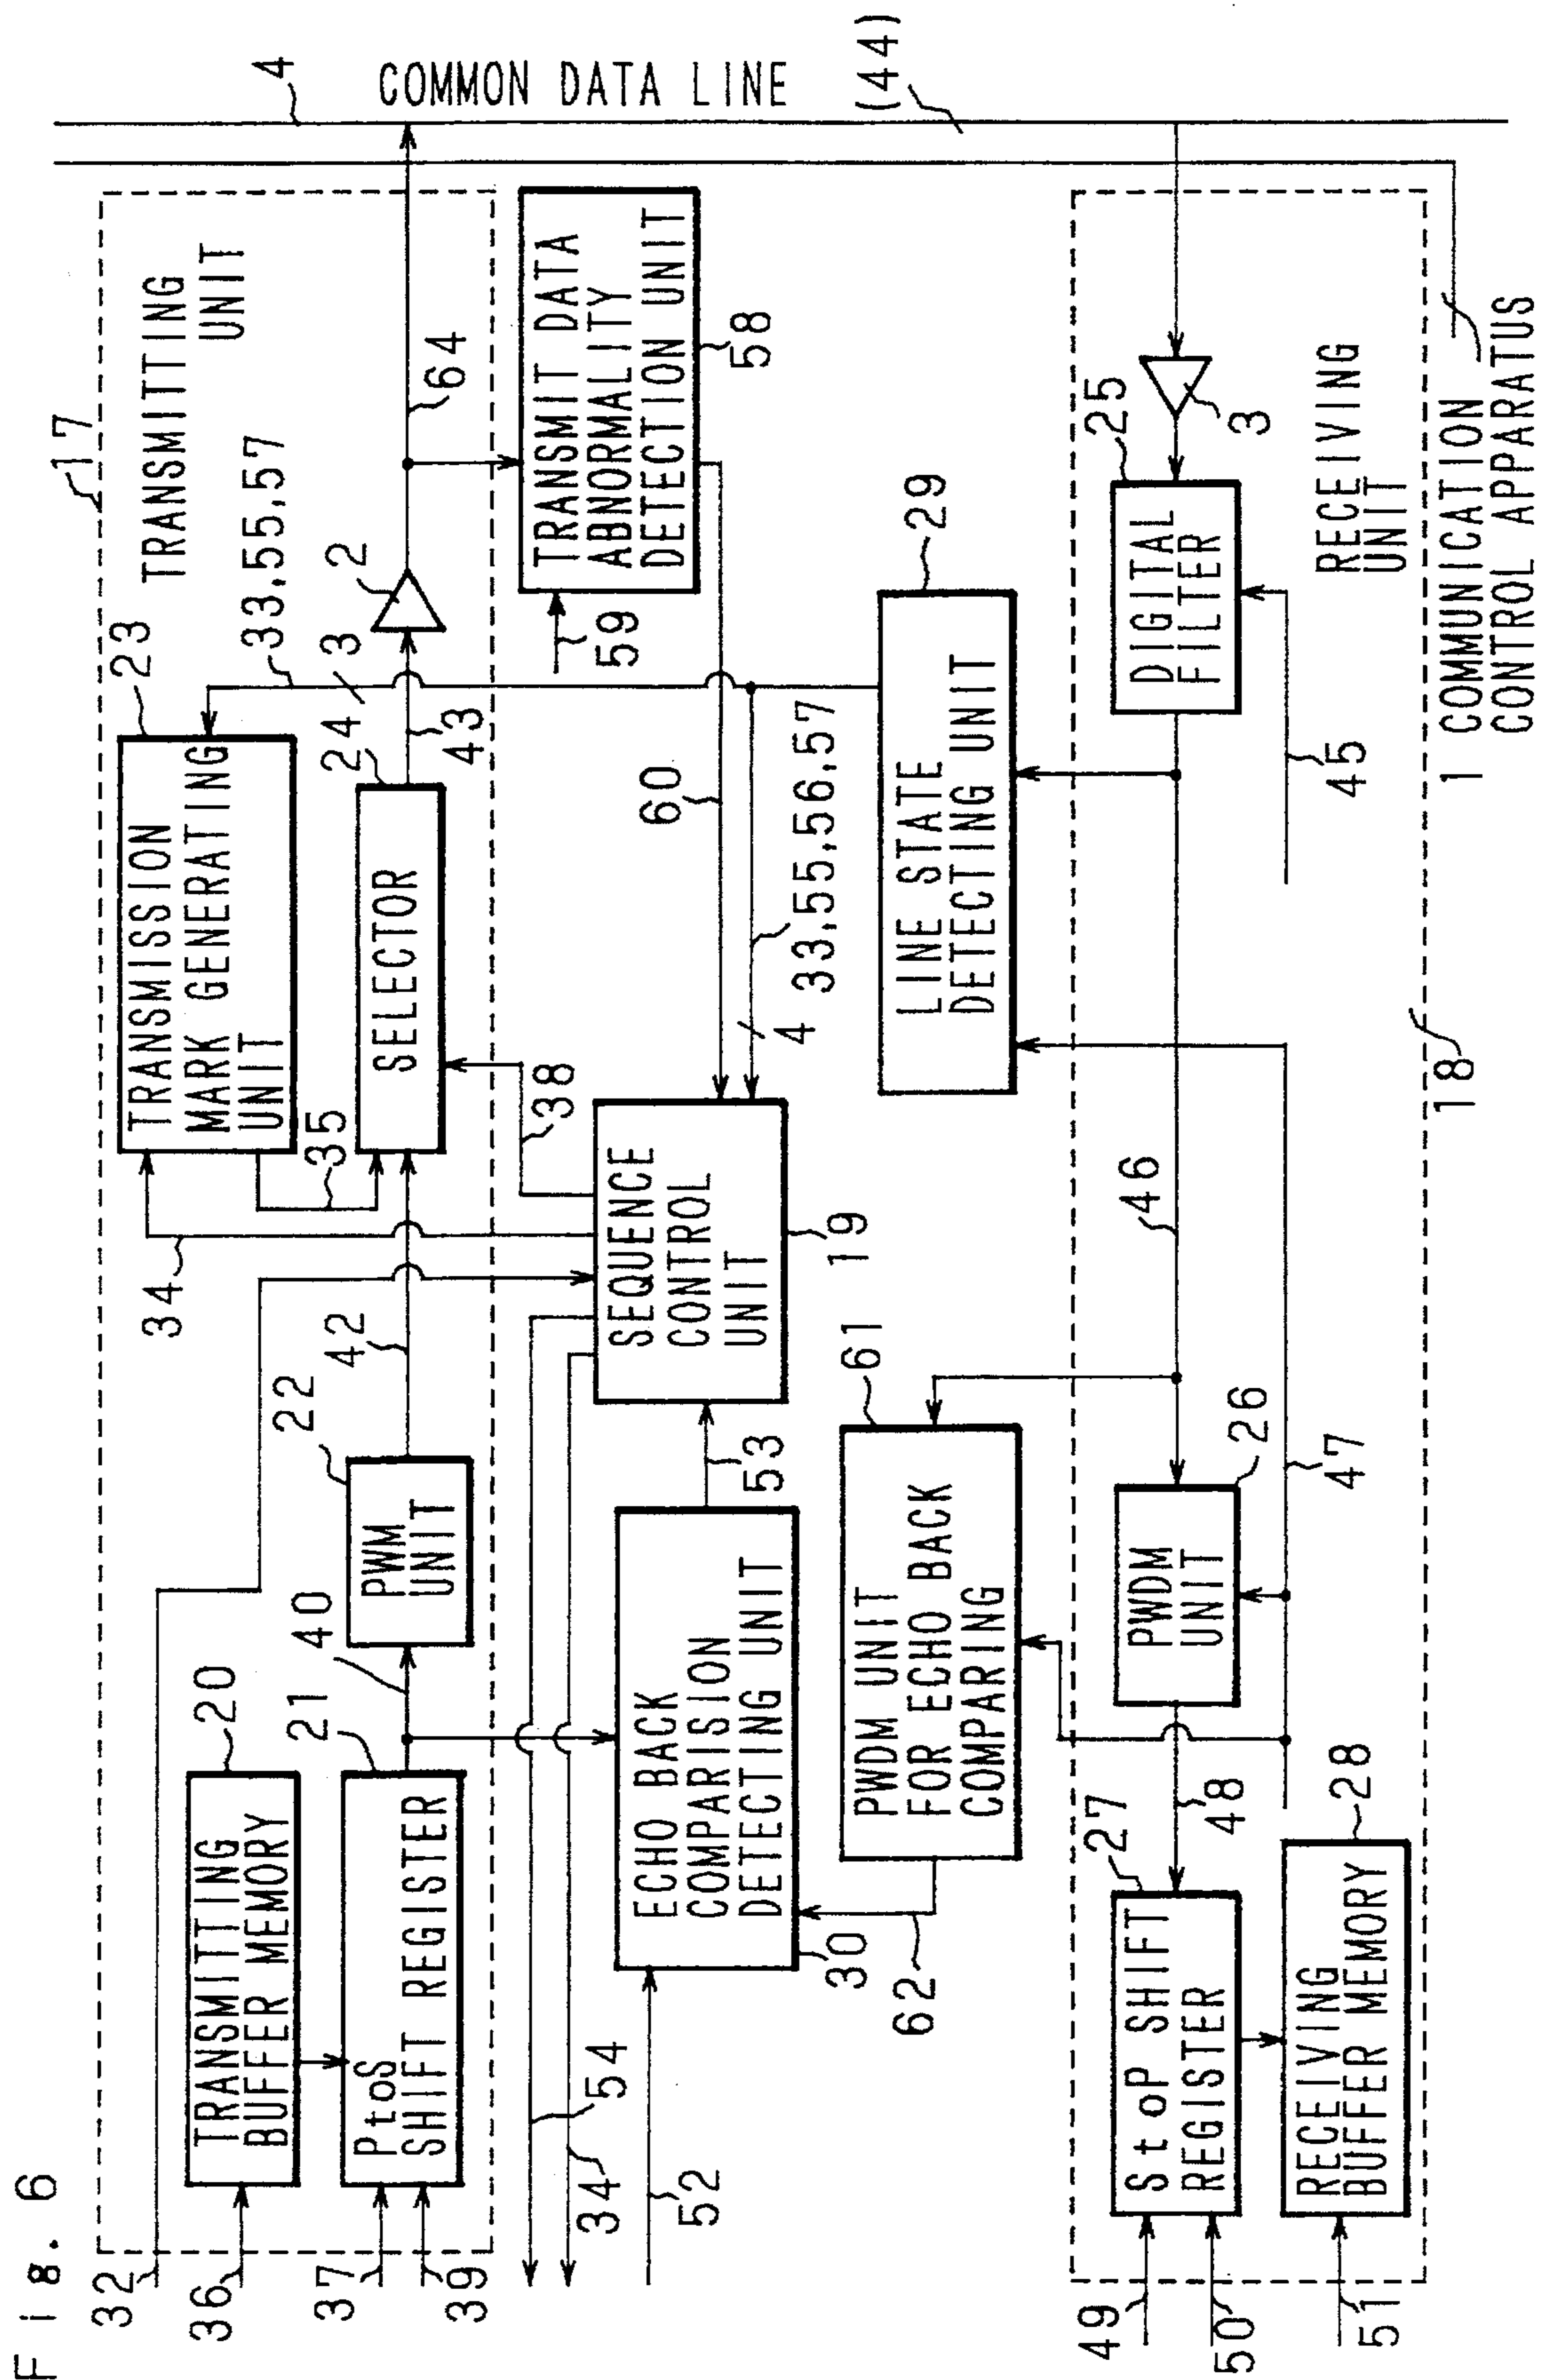 Fig. 6
17
TRANSMITTING
UNIT
4
COMMON DATA LINE
(44)
32
36
37
39
20
TRANSMITTING
BUFFER MEMORY
21
PtoS
SHIFT REGISTER
40
22
PWM
UNIT
42
34
35
23
TRANSMISSION
MARK GENERATING
UNIT
33,55,57
3
24
SELECTOR
43
2
64
38
TRANSMIT DATA
ABNORMALITY
DETECTION UNIT
58
59
60
54
34
52
ECHO BACK
COMPARISION
DETECTING UNIT
30
53
SEQUENCE
CONTROL
UNIT
19
4
33,55,56,57
62
61
PWDM UNIT
FOR ECHO BACK
COMPARING
29
LINE STATE
DETECTING UNIT
49
50
51
27
StoP SHIFT
REGISTER
28
RECEIVING
BUFFER MEMORY
48
26
PWDM
UNIT
47
46
25
DIGITAL
FILTER
45
3
RECEIVING
UNIT
18
1 COMMUNICATION
CONTROL APPARATUS